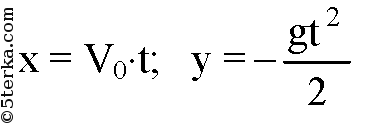 ©5terka.com
x = V₀·t; y = −gt²/2